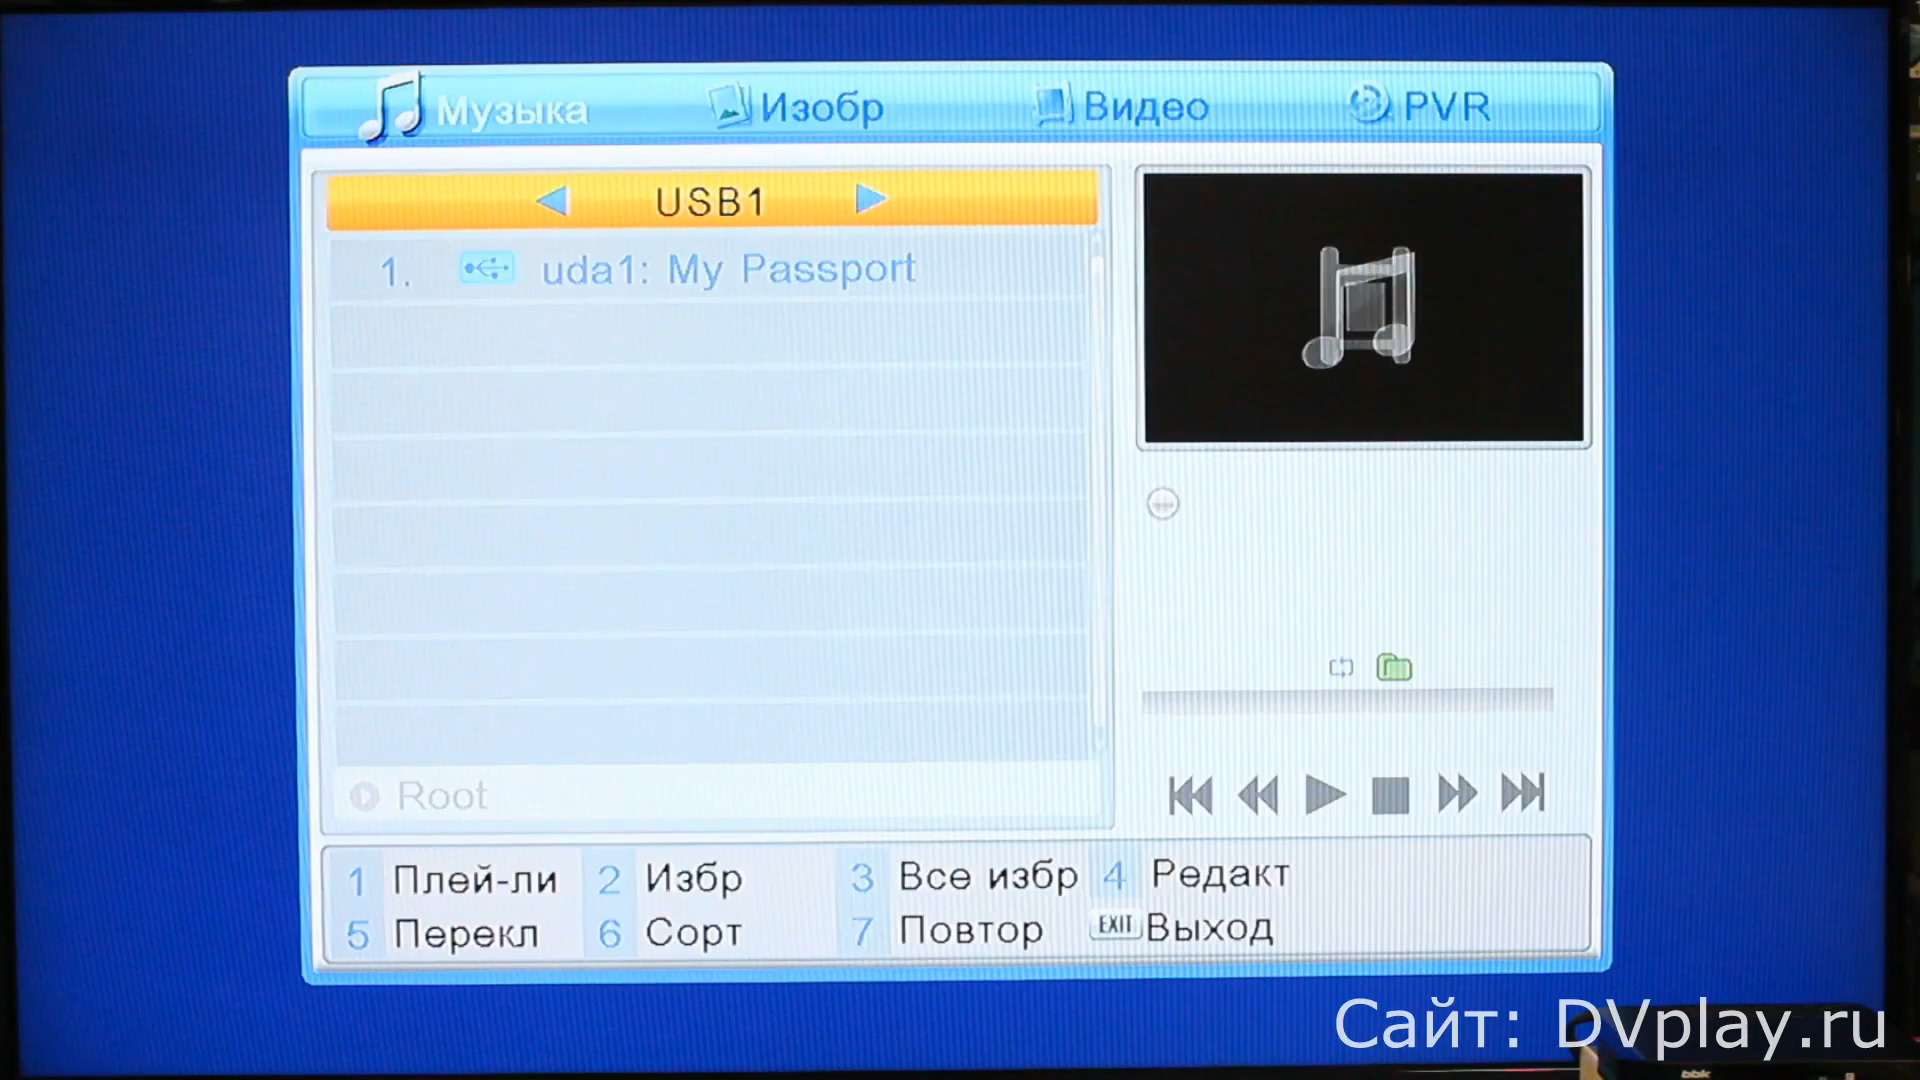 Музыка Изобр Видео PVR
USB1
1. uda1: My Passport
Root
1 Плей-ли 2 Избр 3 Все избр 4 Редакт
5 Перекл 6 Сорт 7 Повтор EXIT Выход
Сайт: DVplay.ru
bbk